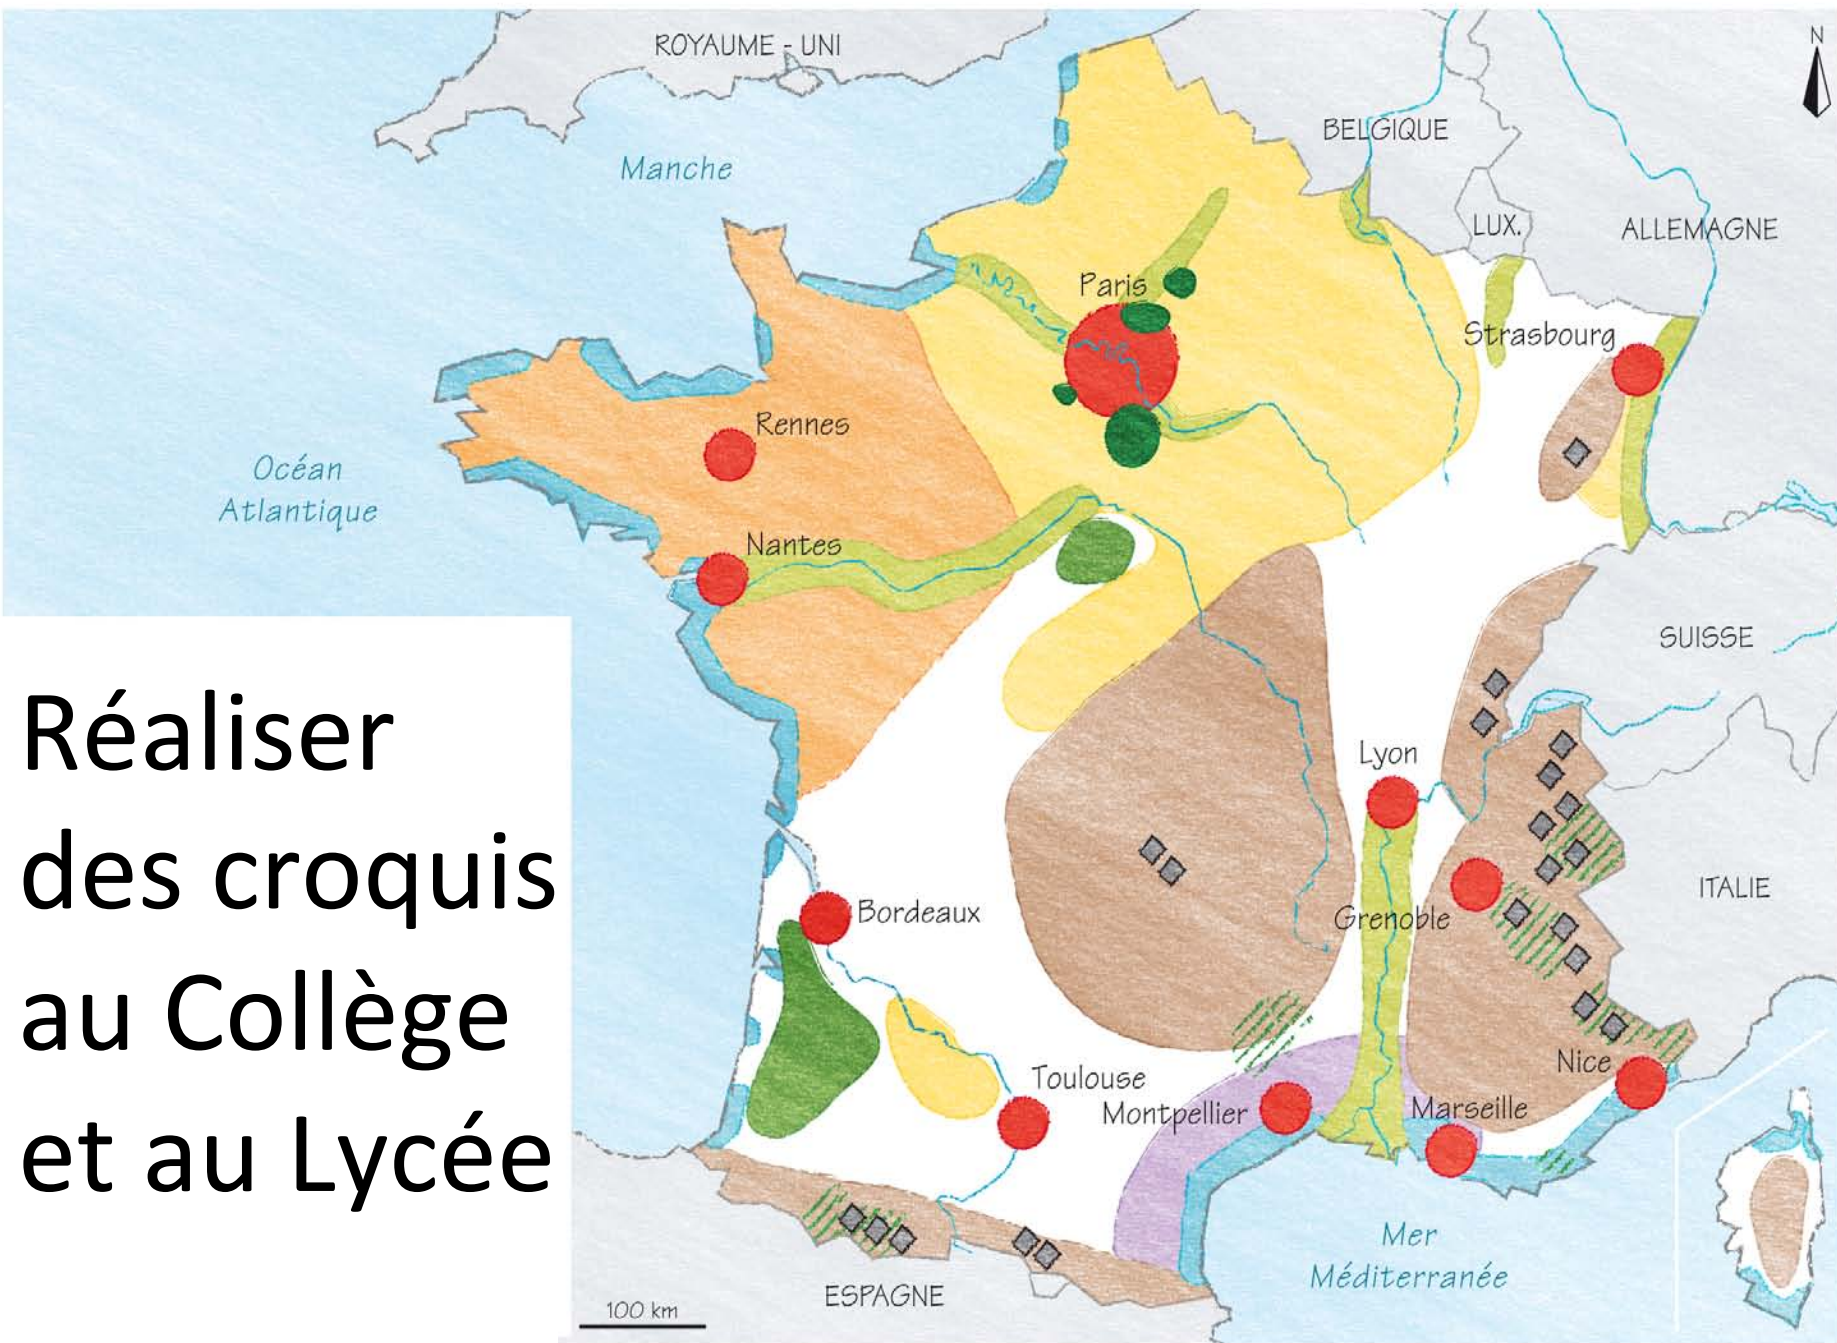 ROYAUME - UNI
N
BELGIQUE
Manche
LUX.
ALLEMAGNE
Paris
Strasbourg
Rennes
Océan
Atlantique
Nantes
SUISSE
Réaliser
des croquis
au Collège
et au Lycée
Lyon
ITALIE
Bordeaux
Grenoble
Nice
Toulouse
Montpellier
Marseille
Mer
Méditerranée
ESPAGNE
100 km